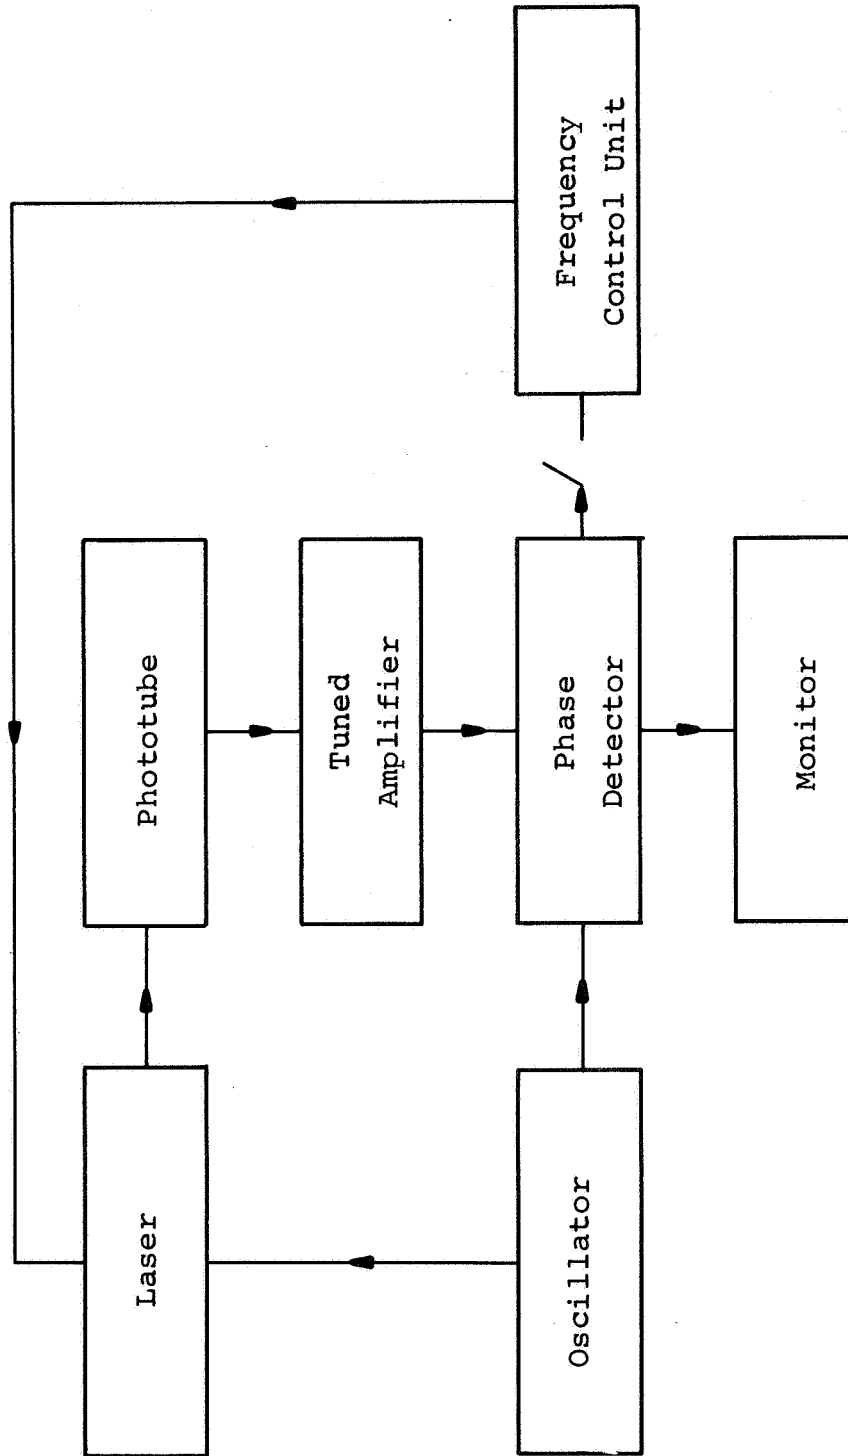 Laser
Phototube
Tuned
Amplifier
Oscillator
Phase
Detector
Frequency
Control Unit
Monitor